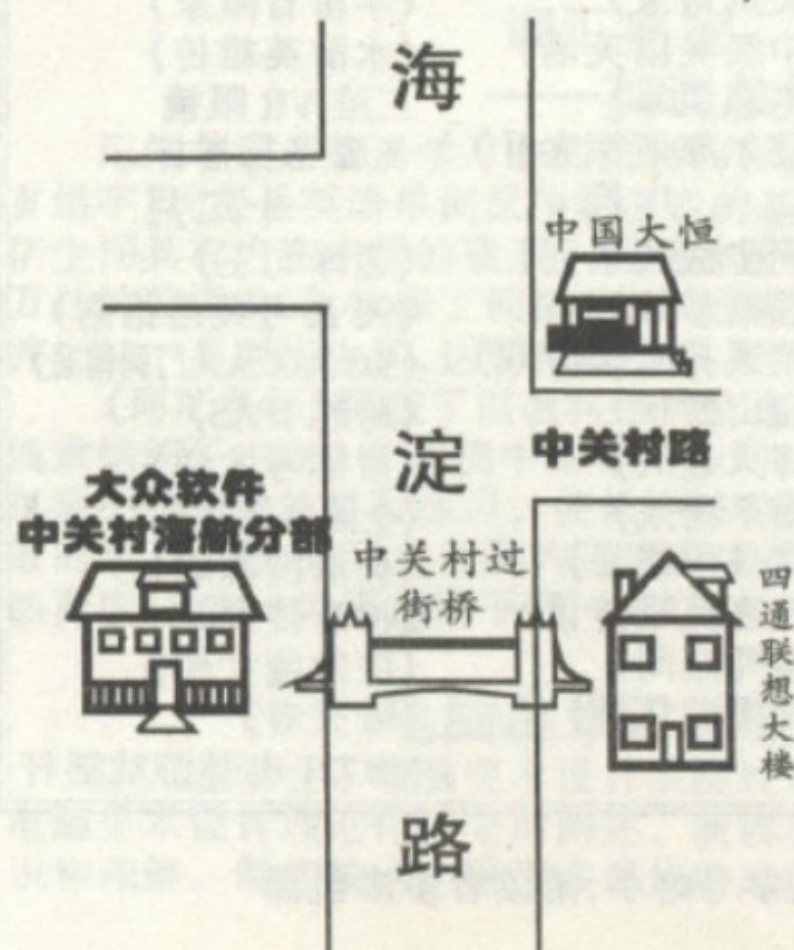 海
中国大恒
淀
中关村路
大众软件
中关村海航分部
中关村过
街桥
四通联想大楼
路